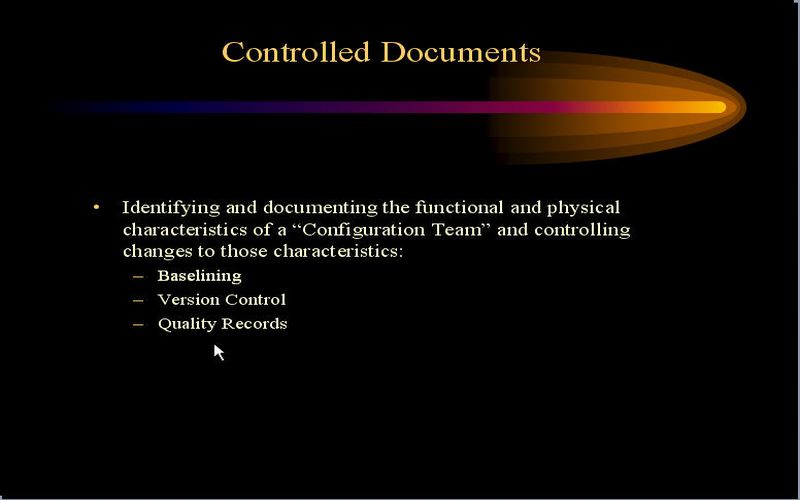 Controlled Documents
• Identifying and documenting the functional and physical
characteristics of a “Configuration Team” and controlling
changes to those characteristics:
– Baselining
– Version Control
– Quality Records